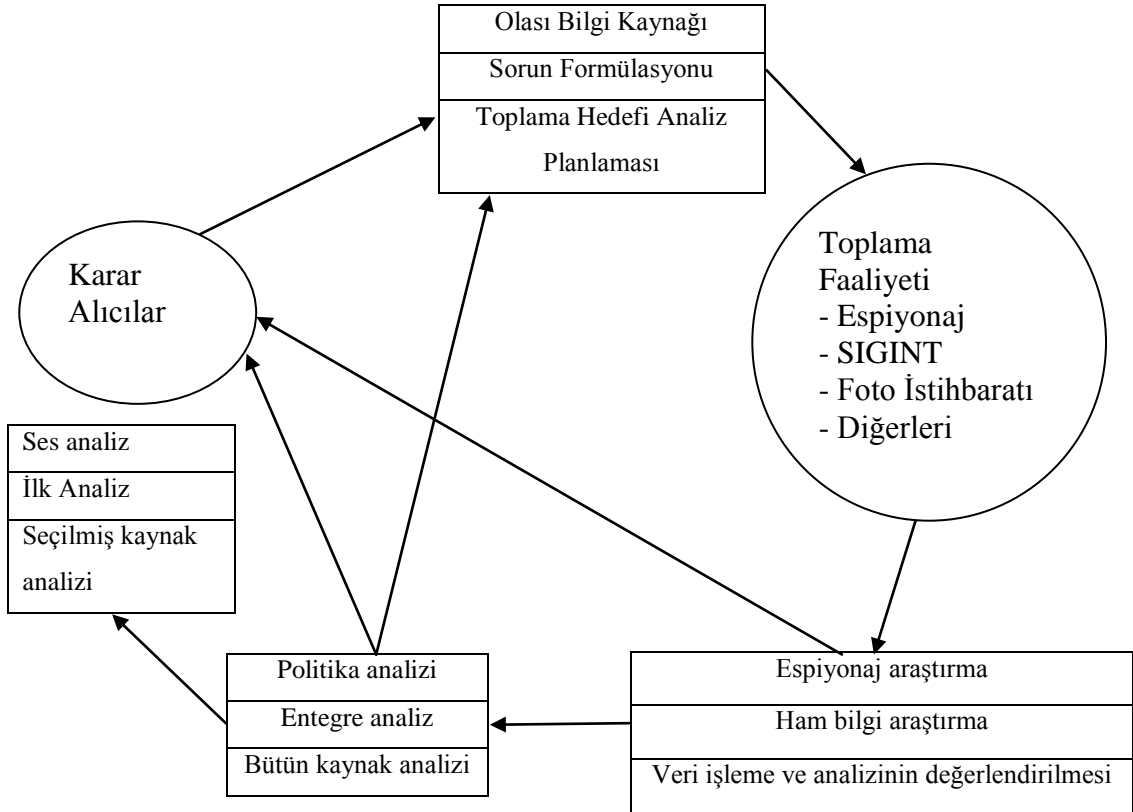 Olası Bilgi Kaynağı
Sorun Formülasyonu
Toplama Hedefi Analiz
Planlaması
Karar
Alıcılar
Toplama
Faaliyeti
- Espiyonaj
- SIGINT
- Foto İstihbaratı
- Diğerleri
Ses analiz
İlk Analiz
Seçilmiş kaynak
analizi
Politika analizi
Entegre analiz
Bütün kaynak analizi
Espiyonaj araştırma
Ham bilgi araştırma
Veri işleme ve analizinin değerlendirilmesi